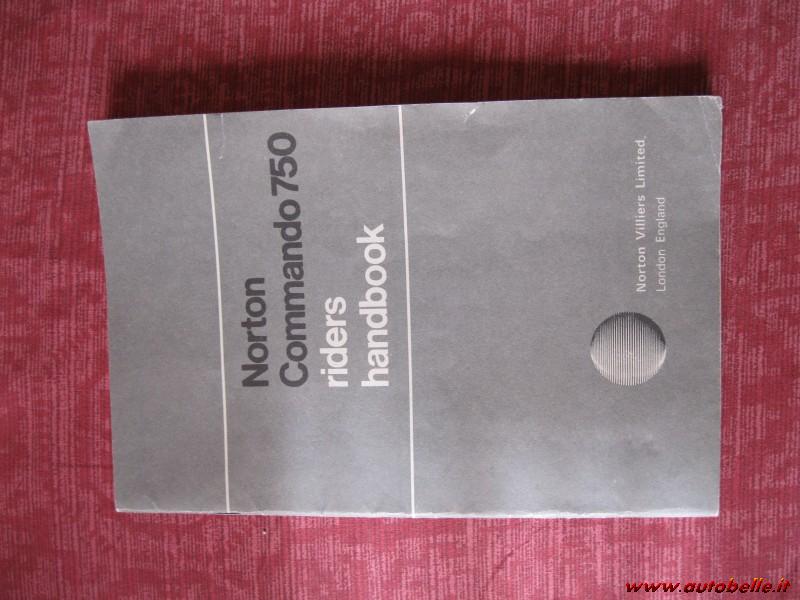 Norton
Commando 750
riders
handbook
Norton Villiers Limited.
London England
www.autobelle.it